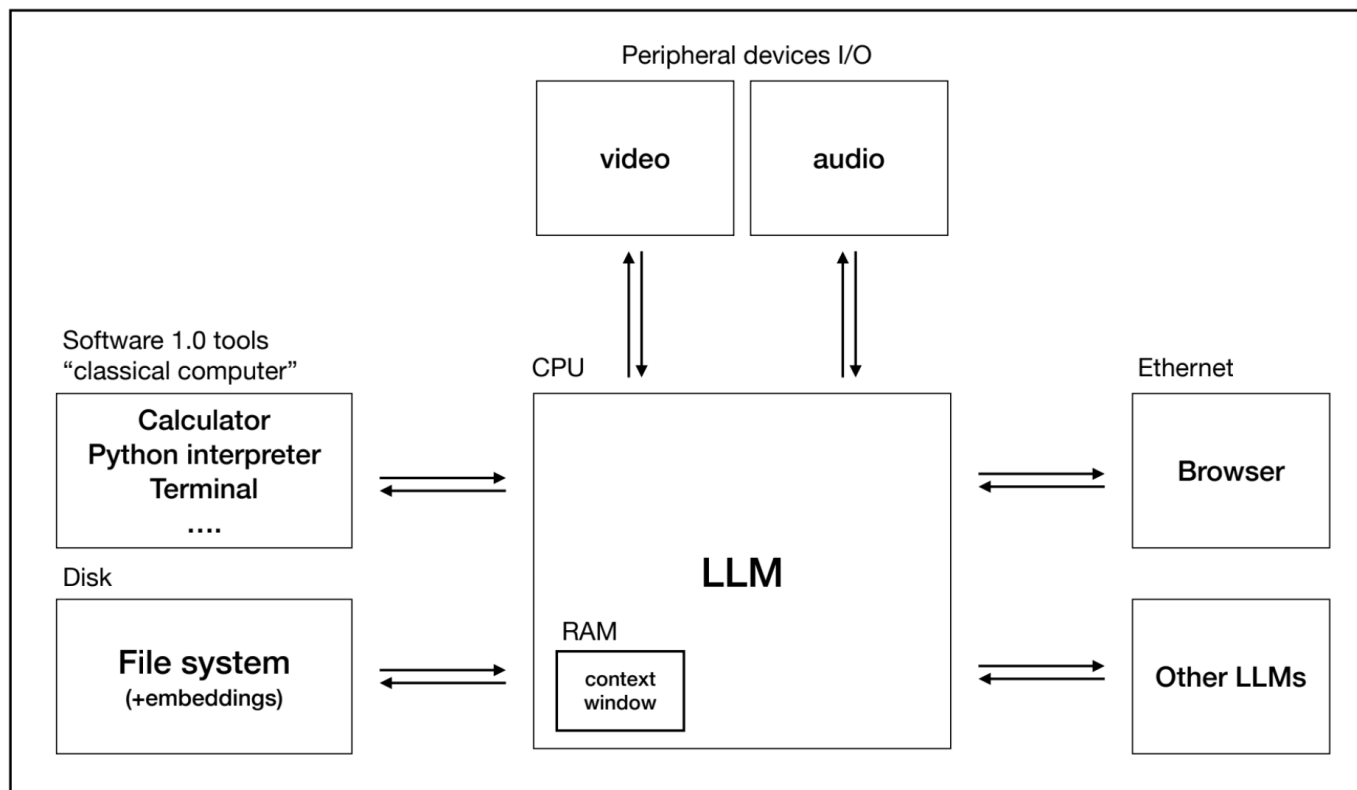 Peripheral devices I/O
video
audio
Software 1.0 tools
“classical computer”
Calculator
Python interpreter
Terminal
....
CPU
LLM
RAM
context
window
Ethernet
Browser
Disk
File system
(+embeddings)
Other LLMs